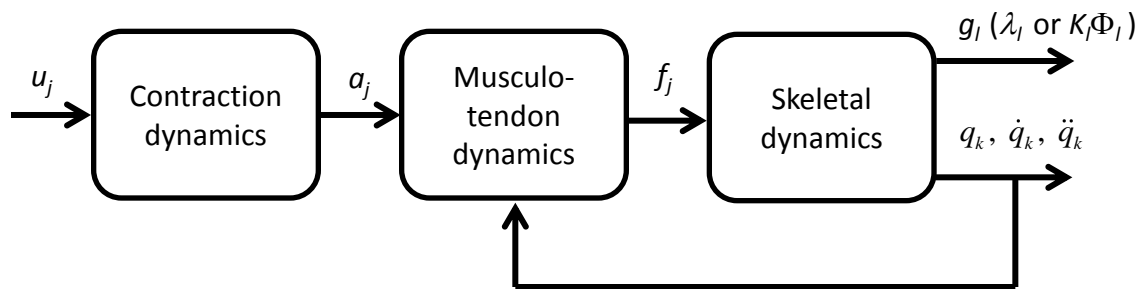 u_j
Contraction
dynamics
a_j
Musculo-
tendon
dynamics
f_j
Skeletal
dynamics
g_l (λ_l or K_lΦ_l)
q_k, q̇_k, q̈_k